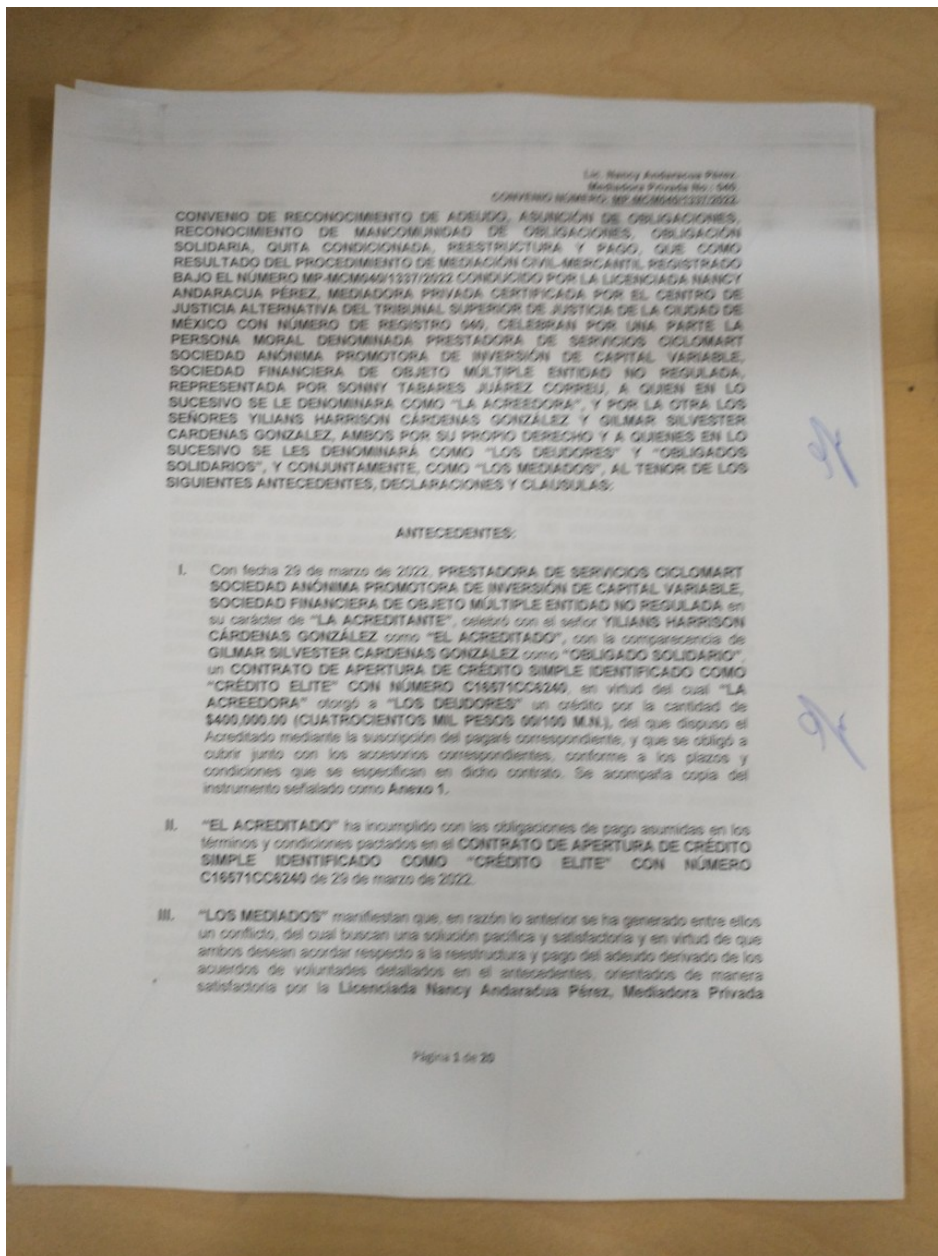 Lic. Nancy Andaracua Pérez.
Mediadora Privada No.: 040.
CONVENIO NÚMERO: MP-MCM040/1337/2022.
CONVENIO DE RECONOCIMIENTO DE ADEUDO, ASUNCIÓN DE OBLIGACIONES,
RECONOCIMIENTO DE MANCOMUNIDAD DE OBLIGACIONES, OBLIGACIÓN
SOLIDARIA, QUITA CONDICIONADA, REESTRUCTURA Y PAGO, QUE COMO
RESULTADO DEL PROCEDIMIENTO DE MEDIACIÓN CIVIL-MERCANTIL REGISTRADO
BAJO EL NÚMERO MP-MCM040/1337/2022 CONDUCIDO POR LA LICENCIADA NANCY
ANDARACUA PÉREZ, MEDIADORA PRIVADA CERTIFICADA POR EL CENTRO DE
JUSTICIA ALTERNATIVA DEL TRIBUNAL SUPERIOR DE JUSTICIA DE LA CIUDAD DE
MÉXICO CON NÚMERO DE REGISTRO 040, CELEBRAN POR UNA PARTE LA
PERSONA MORAL DENOMINADA PRESTADORA DE SERVICIOS CICLOMART
SOCIEDAD ANÓNIMA PROMOTORA DE INVERSIÓN DE CAPITAL VARIABLE,
SOCIEDAD FINANCIERA DE OBJETO MÚLTIPLE ENTIDAD NO REGULADA,
REPRESENTADA POR SONNY TABARES JUÁREZ CORREU, A QUIEN EN LO
SUCESIVO SE LE DENOMINARA COMO "LA ACREEDORA", Y POR LA OTRA LOS
SEÑORES YILIANS HARRISON CÁRDENAS GONZÁLEZ Y GILMAR SILVESTER
CARDENAS GONZALEZ, AMBOS POR SU PROPIO DERECHO Y A QUIENES EN LO
SUCESIVO SE LES DENOMINARÁ COMO "LOS DEUDORES" Y "OBLIGADOS
SOLIDARIOS", Y CONJUNTAMENTE, COMO "LOS MEDIADOS", AL TENOR DE LOS
SIGUIENTES ANTECEDENTES, DECLARACIONES Y CLAUSULAS:
ANTECEDENTES:
I. Con fecha 29 de marzo de 2022, PRESTADORA DE SERVICIOS CICLOMART
SOCIEDAD ANÓNIMA PROMOTORA DE INVERSIÓN DE CAPITAL VARIABLE,
SOCIEDAD FINANCIERA DE OBJETO MÚLTIPLE ENTIDAD NO REGULADA en
su carácter de "LA ACREDITANTE", celebró con el señor YILIANS HARRISON
CÁRDENAS GONZÁLEZ como "EL ACREDITADO", con la comparecencia de
GILMAR SILVESTER CARDENAS GONZALEZ como "OBLIGADO SOLIDARIO",
un CONTRATO DE APERTURA DE CRÉDITO SIMPLE IDENTIFICADO COMO
"CRÉDITO ELITE" CON NÚMERO C16571CC6240, en virtud del cual "LA
ACREEDORA" otorgó a "LOS DEUDORES" un crédito por la cantidad de
$400,000.00 (CUATROCIENTOS MIL PESOS 00/100 M.N.), del que dispuso el
Acreditado mediante la suscripción del pagaré correspondiente, y que se obligó a
cubrir junto con los accesorios correspondientes, conforme a los plazos y
condiciones que se especifican en dicho contrato. Se acompaña copia del
instrumento señalado como Anexo 1.
II. "EL ACREDITADO" ha incumplido con las obligaciones de pago asumidas en los
términos y condiciones pactados en el CONTRATO DE APERTURA DE CRÉDITO
SIMPLE IDENTIFICADO COMO "CRÉDITO ELITE" CON NÚMERO
C16571CC6240 de 29 de marzo de 2022.
III. "LOS MEDIADOS" manifiestan que, en razón lo anterior se ha generado entre ellos
un conflicto, del cual buscan una solución pacífica y satisfactoria y en virtud de que
ambos desean acordar respecto a la reestructura y pago del adeudo derivado de los
acuerdos de voluntades detallados en el antecedentes, orientados de manera
satisfactoria por la Licenciada Nancy Andaracua Pérez, Mediadora Privada
Página 1 de 20